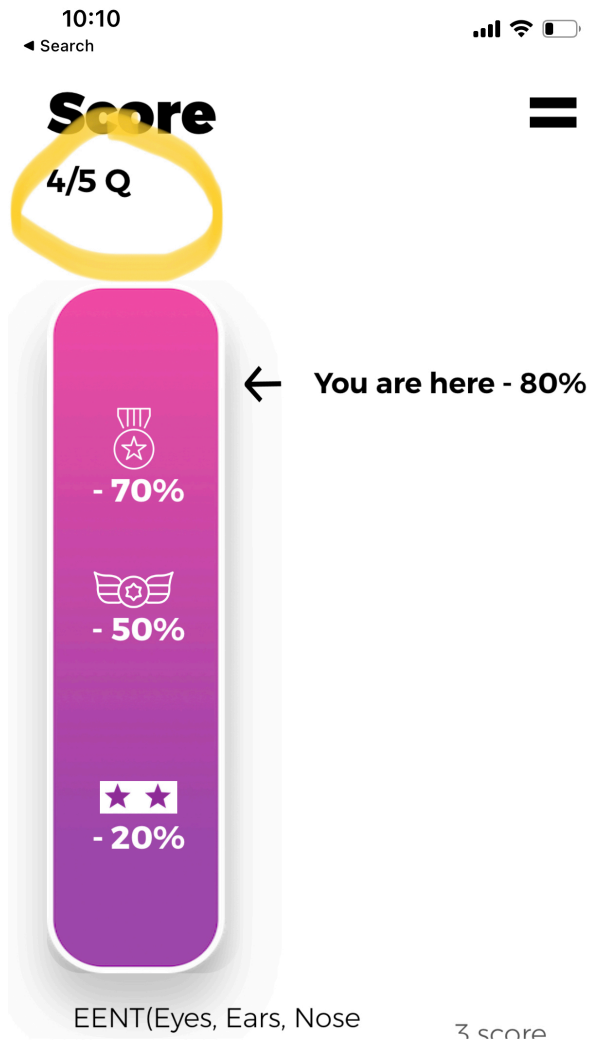 10:10
◀ Search
Score
4/5 Q
You are here - 80%
- 70%
- 50%
- 20%
EENT(Eyes, Ears, Nose
3 score